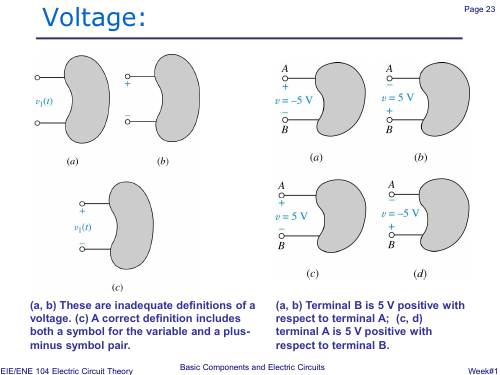 Voltage:
Page 23
v₁(t)
+
–
(a)
(b)
+
v₁(t)
–
(c)
A
+
v = –5 V
–
B
(a)
A
–
v = 5 V
+
B
(b)
A
+
v = 5 V
–
B
(c)
A
–
v = –5 V
+
B
(d)
(a, b) These are inadequate definitions of a
voltage. (c) A correct definition includes
both a symbol for the variable and a plus-
minus symbol pair.
(a, b) Terminal B is 5 V positive with
respect to terminal A;  (c, d)
terminal A is 5 V positive with
respect to terminal B.
EIE/ENE 104 Electric Circuit Theory
Basic Components and Electric Circuits
Week#1